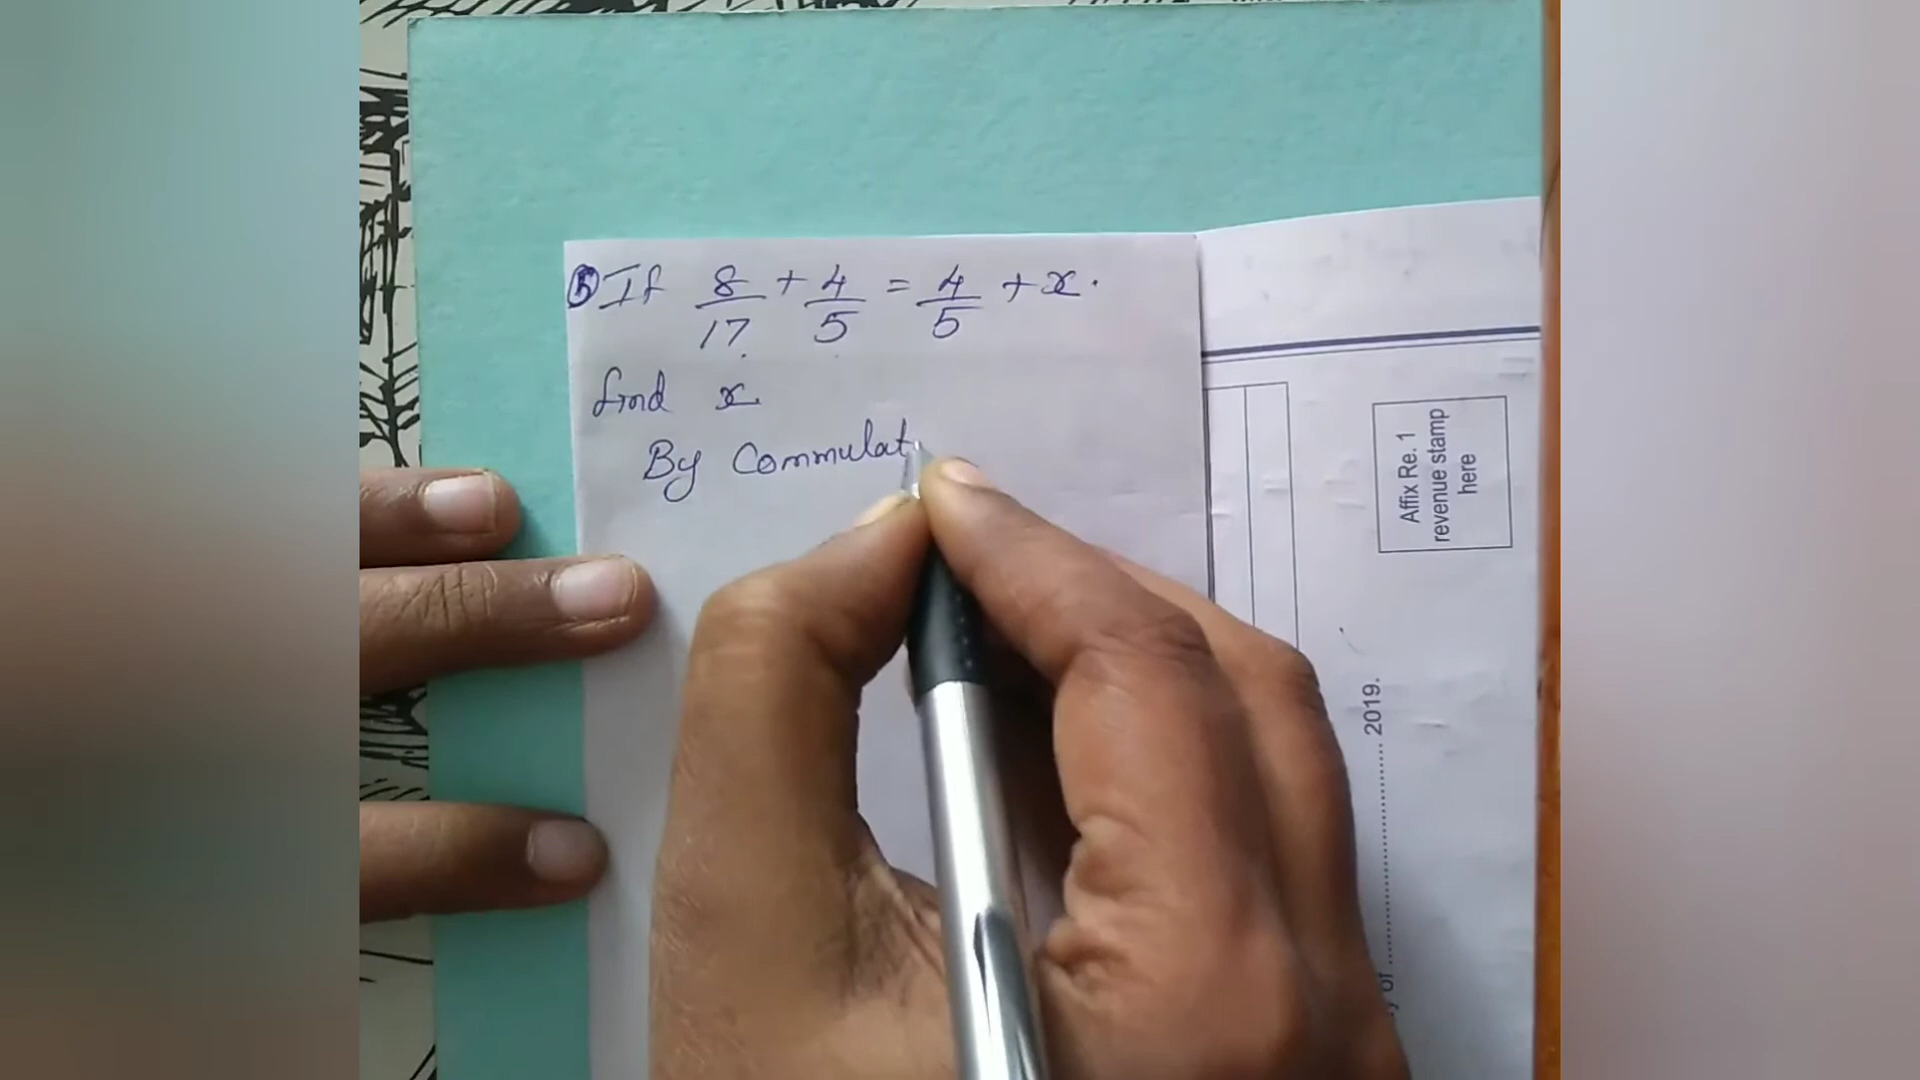 5 If 8/17 + 4/5 = 4/5 + x.
find x
By Commulat
Affix Re. 1
revenue stamp
here
2019.